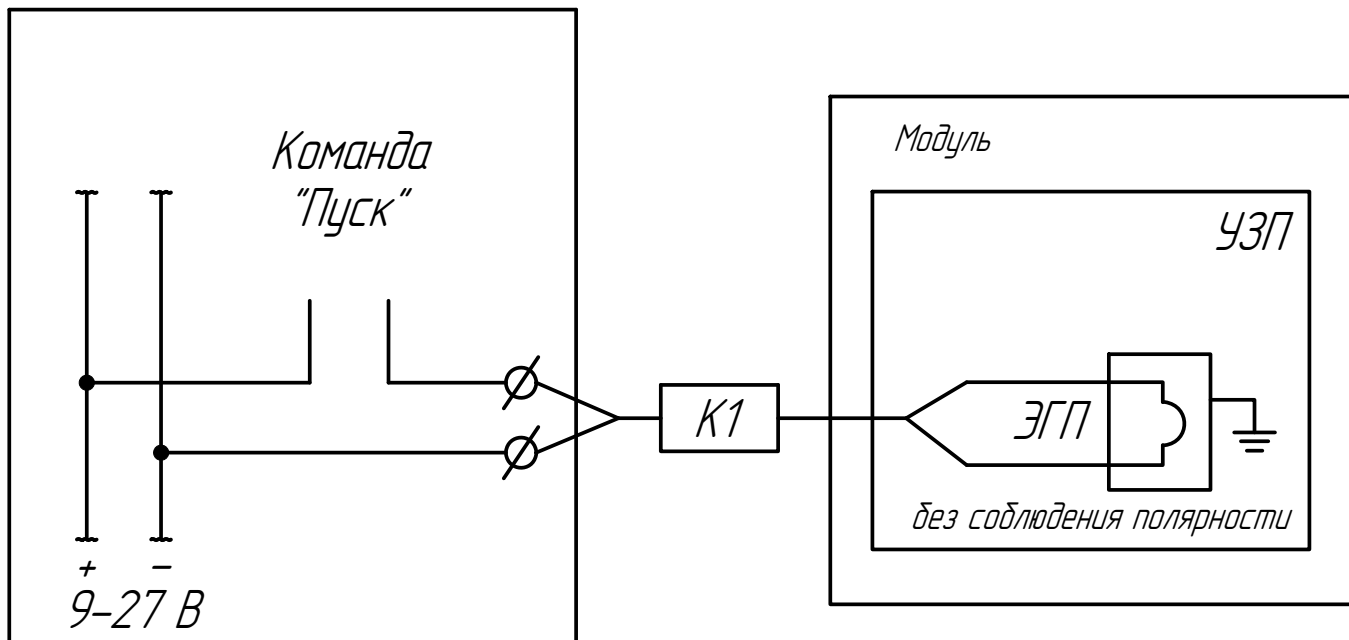 Команда
"Пуск"
+ –
9–27 В
К1
Модуль
УЗП
ЭГП
без соблюдения полярности